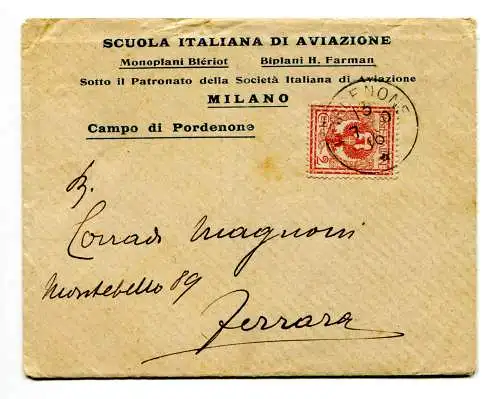 SCUOLA ITALIANA DI AVIAZIONE
Monoplani Blériot Biplani H. Farman
Sotto il Patronato della Società Italiana di Aviazione
MILANO
Campo di Pordenone
Corrado Magnoni
Montebello 89
Ferrara